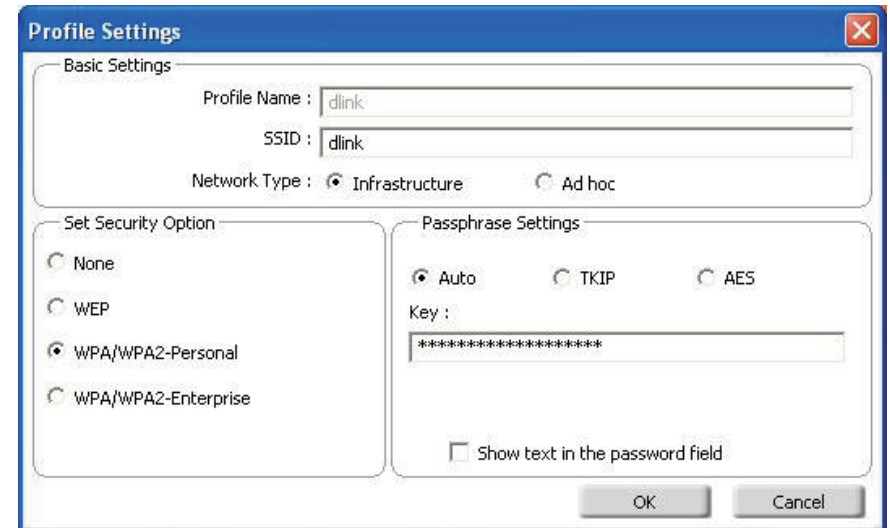 Profile Settings
Basic Settings
Profile Name : dlink
SSID : dlink
Network Type : Infrastructure Ad hoc
Set Security Option
None
WEP
WPA/WPA2-Personal
WPA/WPA2-Enterprise
Passphrase Settings
Auto TKIP AES
Key :
*******************
Show text in the password field
OK Cancel